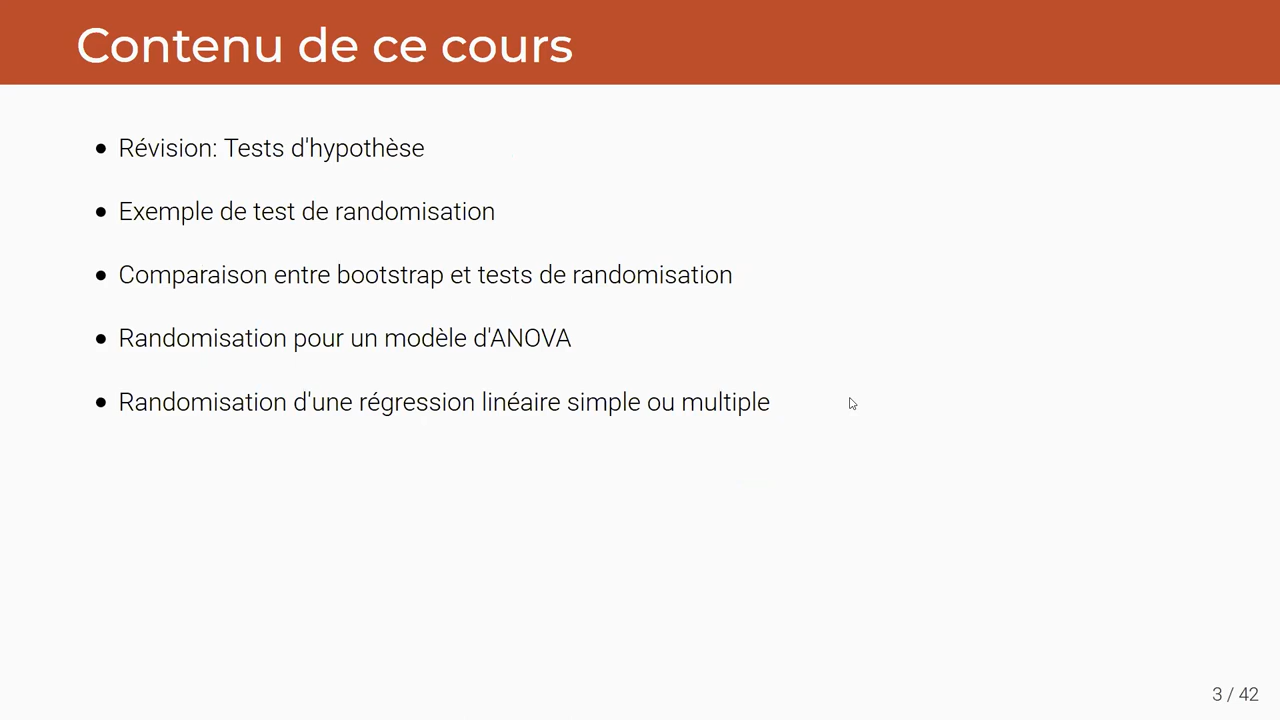 Contenu de ce cours
• Révision: Tests d'hypothèse
• Exemple de test de randomisation
• Comparaison entre bootstrap et tests de randomisation
• Randomisation pour un modèle d'ANOVA
• Randomisation d'une régression linéaire simple ou multiple
3 / 42